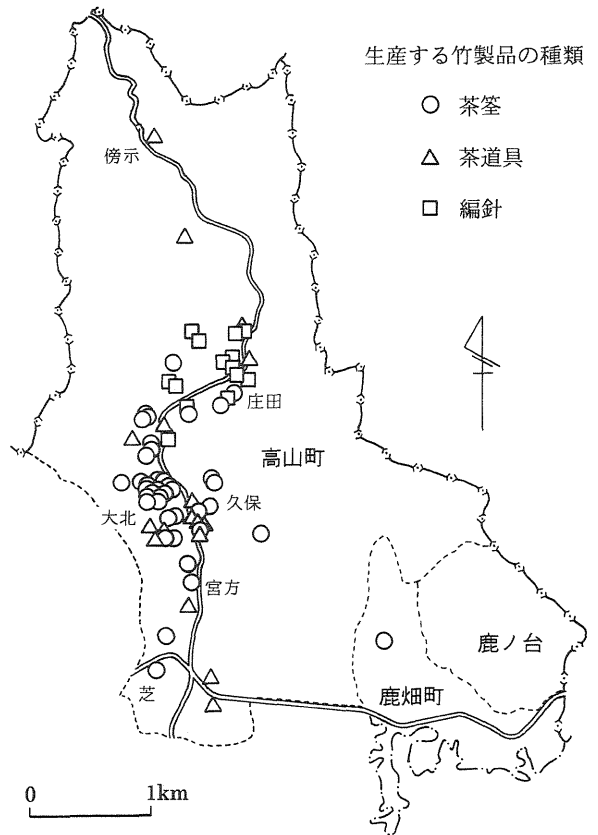 生産する竹製品の種類
茶筌
茶道具
編針
傍示
庄田
高山町
久保
大北
宮方
鹿ノ台
芝
鹿畑町
0 1km